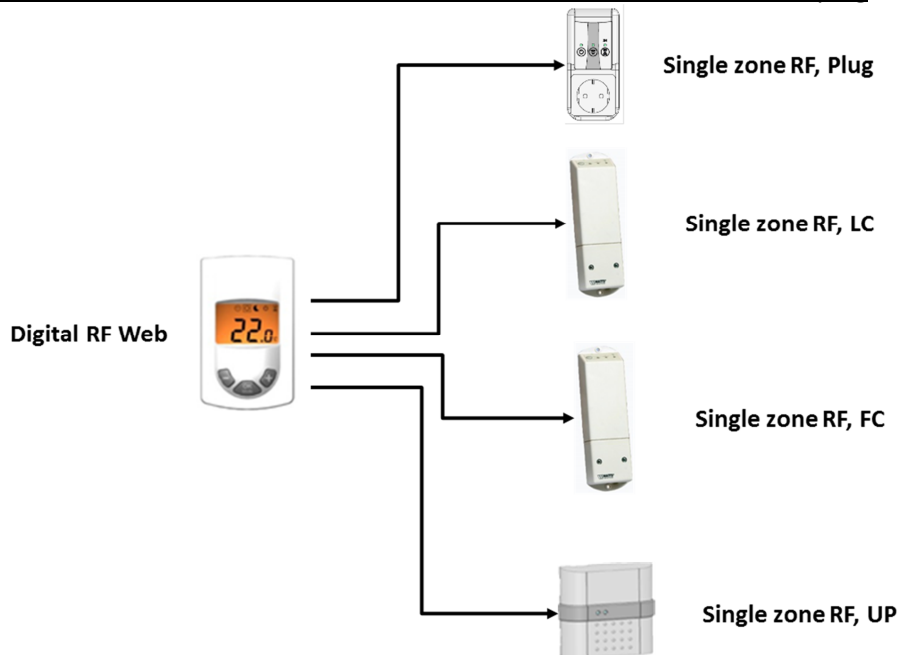 Single zone RF, Plug
Single zone RF, LC
Digital RF Web
22.0
Single zone RF, FC
Single zone RF, UP